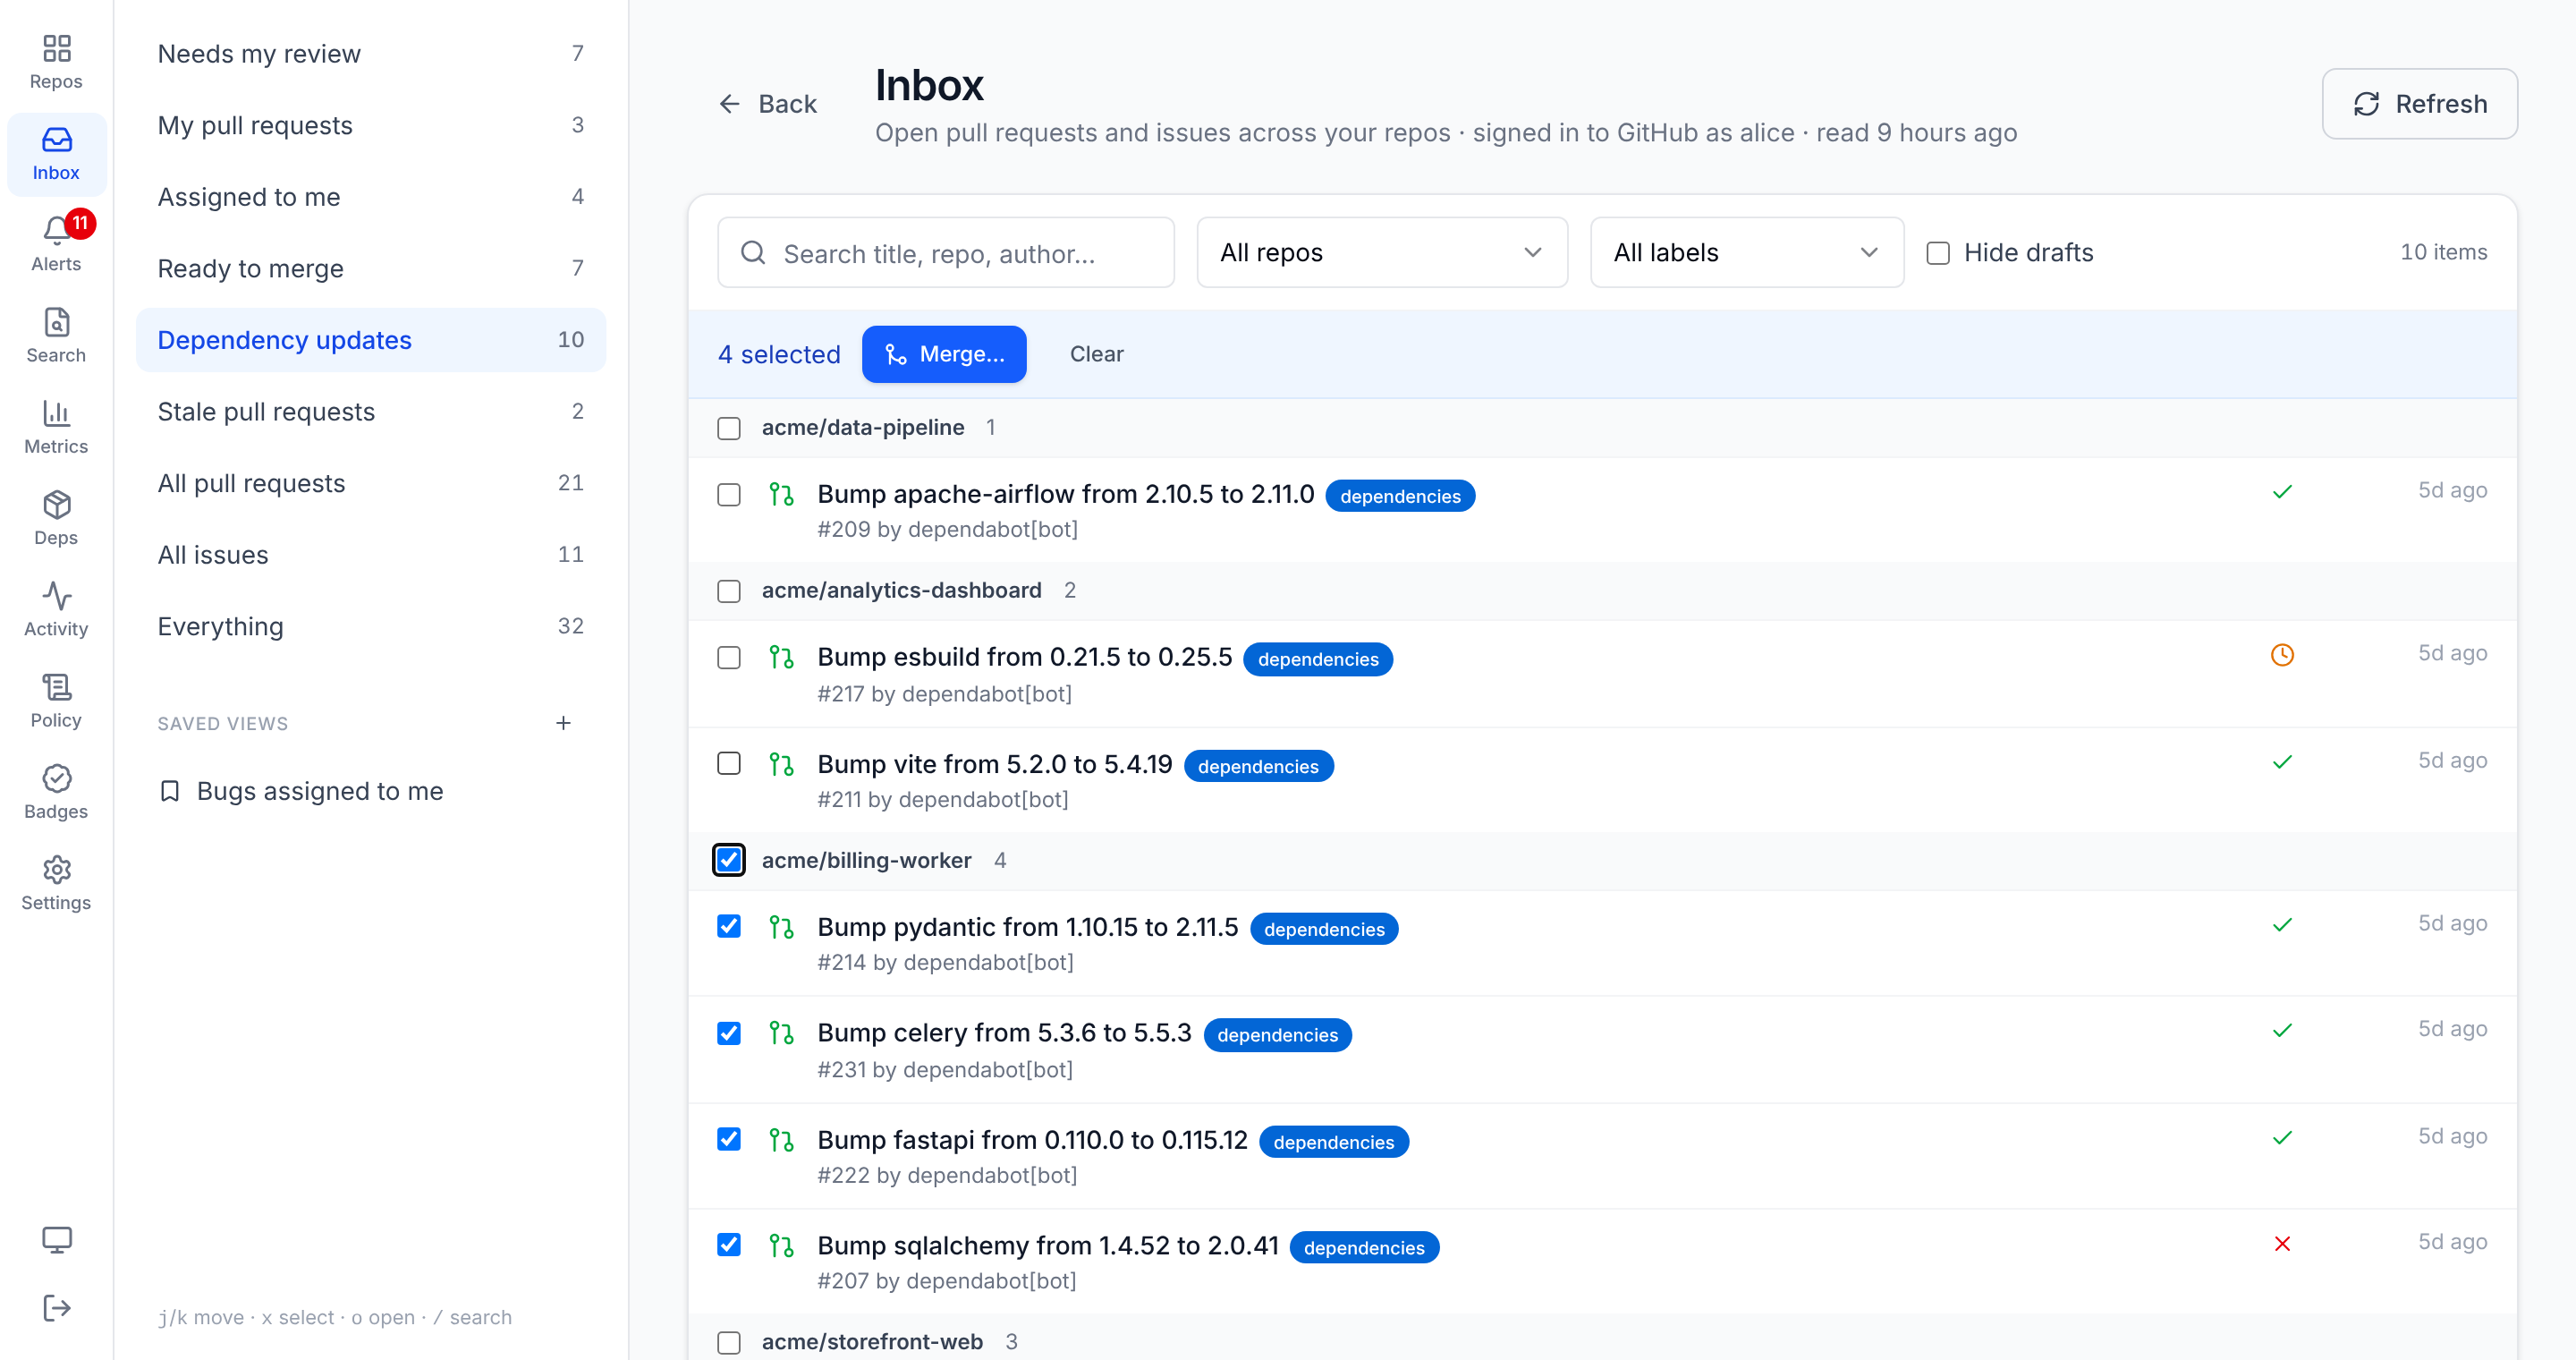 Repos
Inbox
11
Alerts
Search
Metrics
Deps
Activity
Policy
Badges
Settings
Needs my review 7
My pull requests 3
Assigned to me 4
Ready to merge 7
Dependency updates 10
Stale pull requests 2
All pull requests 21
All issues 11
Everything 32
SAVED VIEWS +
Bugs assigned to me
j/k move · x select · o open · / search
Back
Inbox
Open pull requests and issues across your repos · signed in to GitHub as alice · read 9 hours ago
Refresh
Search title, repo, author...
All repos
All labels
Hide drafts
10 items
4 selected
Merge...
Clear
acme/data-pipeline 1
Bump apache-airflow from 2.10.5 to 2.11.0 dependencies 5d ago
#209 by dependabot[bot]
acme/analytics-dashboard 2
Bump esbuild from 0.21.5 to 0.25.5 dependencies 5d ago
#217 by dependabot[bot]
Bump vite from 5.2.0 to 5.4.19 dependencies 5d ago
#211 by dependabot[bot]
acme/billing-worker 4
Bump pydantic from 1.10.15 to 2.11.5 dependencies 5d ago
#214 by dependabot[bot]
Bump celery from 5.3.6 to 5.5.3 dependencies 5d ago
#231 by dependabot[bot]
Bump fastapi from 0.110.0 to 0.115.12 dependencies 5d ago
#222 by dependabot[bot]
Bump sqlalchemy from 1.4.52 to 2.0.41 dependencies 5d ago
#207 by dependabot[bot]
acme/storefront-web 3